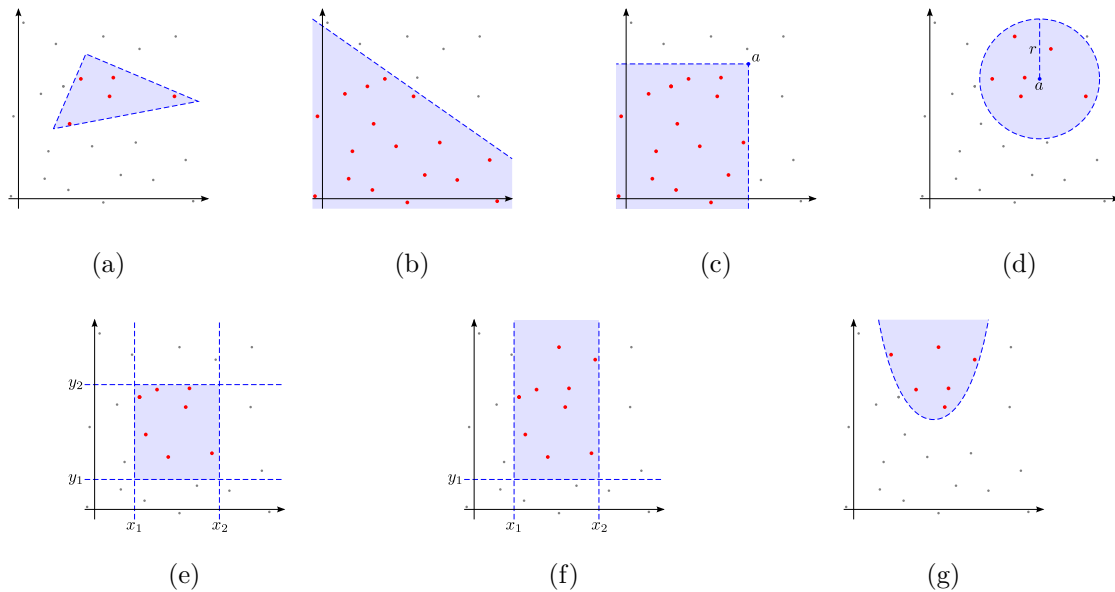 a
r
a
(a)
(b)
(c)
(d)
y₂
y₁
x₁
x₂
y₁
x₁
x₂
(e)
(f)
(g)